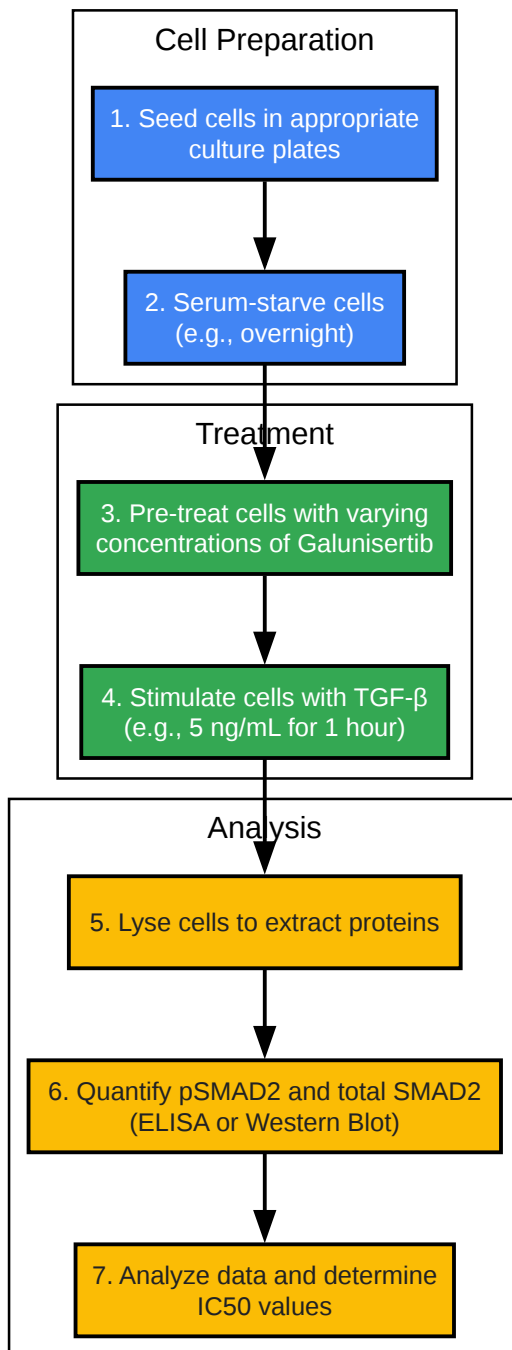 Cell Preparation
1. Seed cells in appropriate
culture plates
2. Serum-starve cells
(e.g., overnight)
Treatment
3. Pre-treat cells with varying
concentrations of Galunisertib
4. Stimulate cells with TGF-β
(e.g., 5 ng/mL for 1 hour)
Analysis
5. Lyse cells to extract proteins
6. Quantify pSMAD2 and total SMAD2
(ELISA or Western Blot)
7. Analyze data and determine
IC50 values